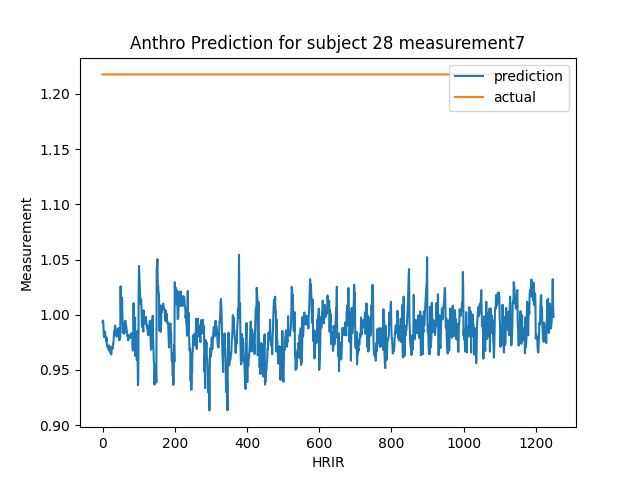 Anthro Prediction for subject 28 measurement7
prediction
actual
Measurement
1.20
1.15
1.10
1.05
1.00
0.95
0.90
0
200
400
600
800
1000
1200
HRIR